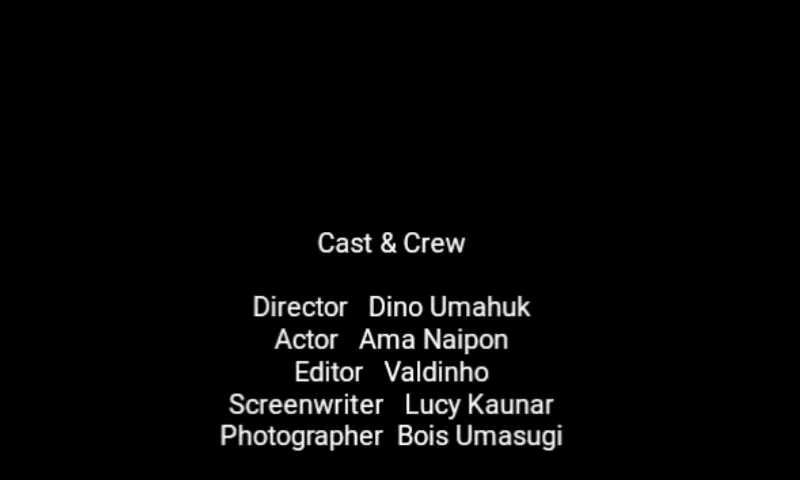 Cast & Crew
Director Dino Umahuk
Actor Ama Naipon
Editor Valdinho
Screenwriter Lucy Kaunar
Photographer Bois Umasugi